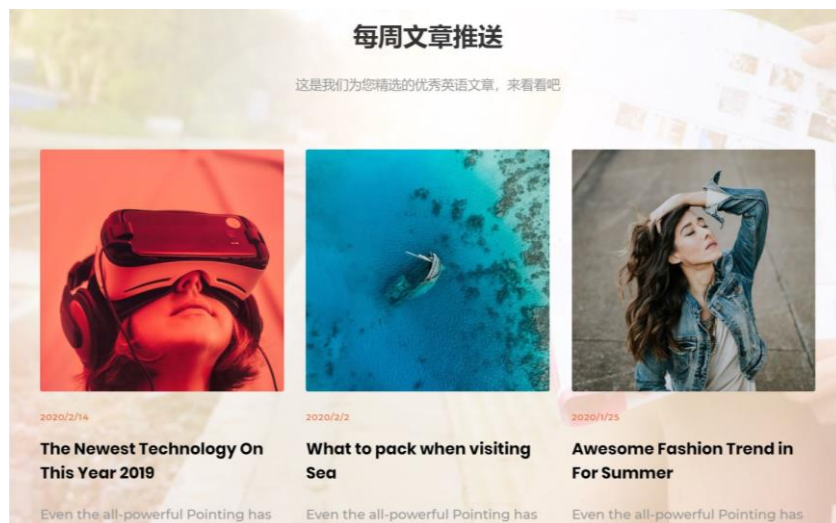 每周文章推送
这是我们为您精选的优秀英语文章，来看看吧
2020/2/14
The Newest Technology On
This Year 2019
Even the all-powerful Pointing has
2020/2/2
What to pack when visiting
Sea
Even the all-powerful Pointing has
2020/1/25
Awesome Fashion Trend in
For Summer
Even the all-powerful Pointing has